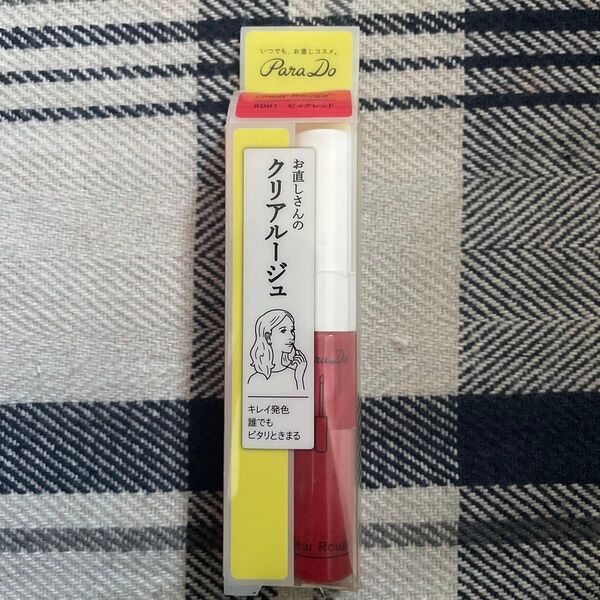 いつでも、お直しコスメ。
ParaDo
Clear Rouge
RD01 ピュアレッド
お直しさんの
クリアルージュ
キレイ発色
誰でも
ピタリときまる
ParaDo
ear Roug